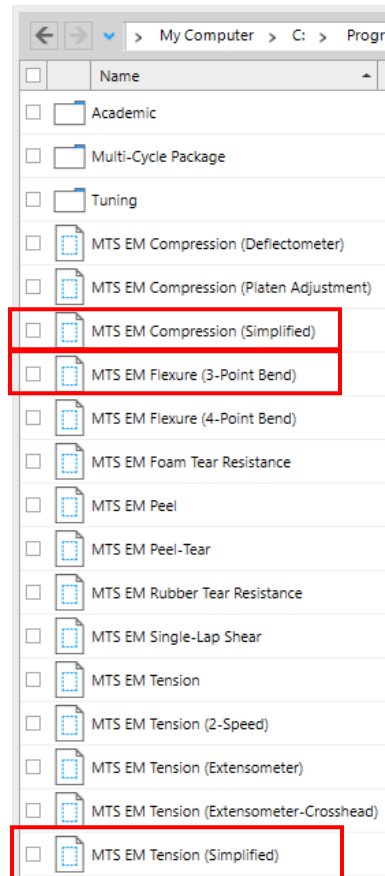 > My Computer > C: > Progr
Name
Academic
Multi-Cycle Package
Tuning
MTS EM Compression (Deflectometer)
MTS EM Compression (Platen Adjustment)
MTS EM Compression (Simplified)
MTS EM Flexure (3-Point Bend)
MTS EM Flexure (4-Point Bend)
MTS EM Foam Tear Resistance
MTS EM Peel
MTS EM Peel-Tear
MTS EM Rubber Tear Resistance
MTS EM Single-Lap Shear
MTS EM Tension
MTS EM Tension (2-Speed)
MTS EM Tension (Extensometer)
MTS EM Tension (Extensometer-Crosshead)
MTS EM Tension (Simplified)